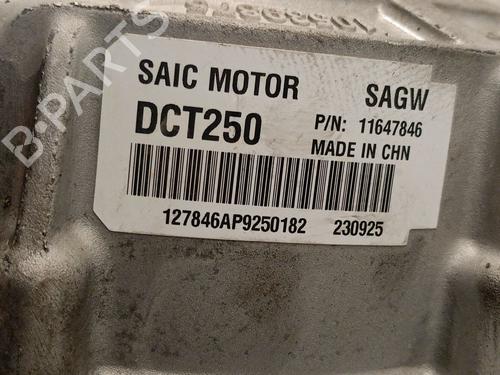 SAIC MOTOR SAGW
DCT250 P/N: 11647846
MADE IN CHN
127846AP9250182 230925
B-PARTS